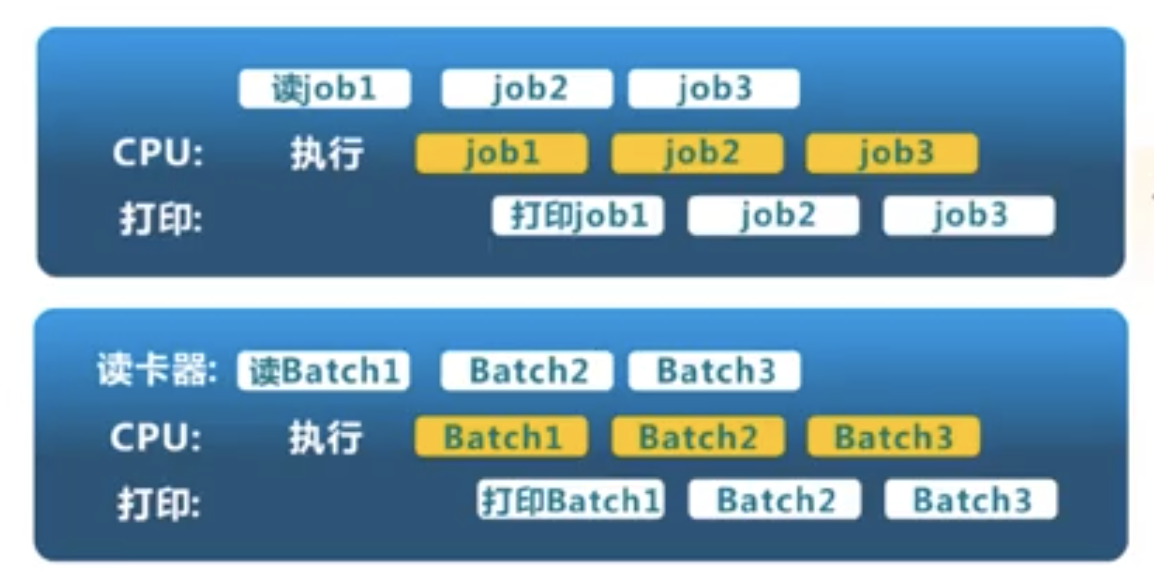 读job1 job2 job3
CPU: 执行 job1 job2 job3
打印: 打印job1 job2 job3
读卡器: 读Batch1 Batch2 Batch3
CPU: 执行 Batch1 Batch2 Batch3
打印: 打印Batch1 Batch2 Batch3